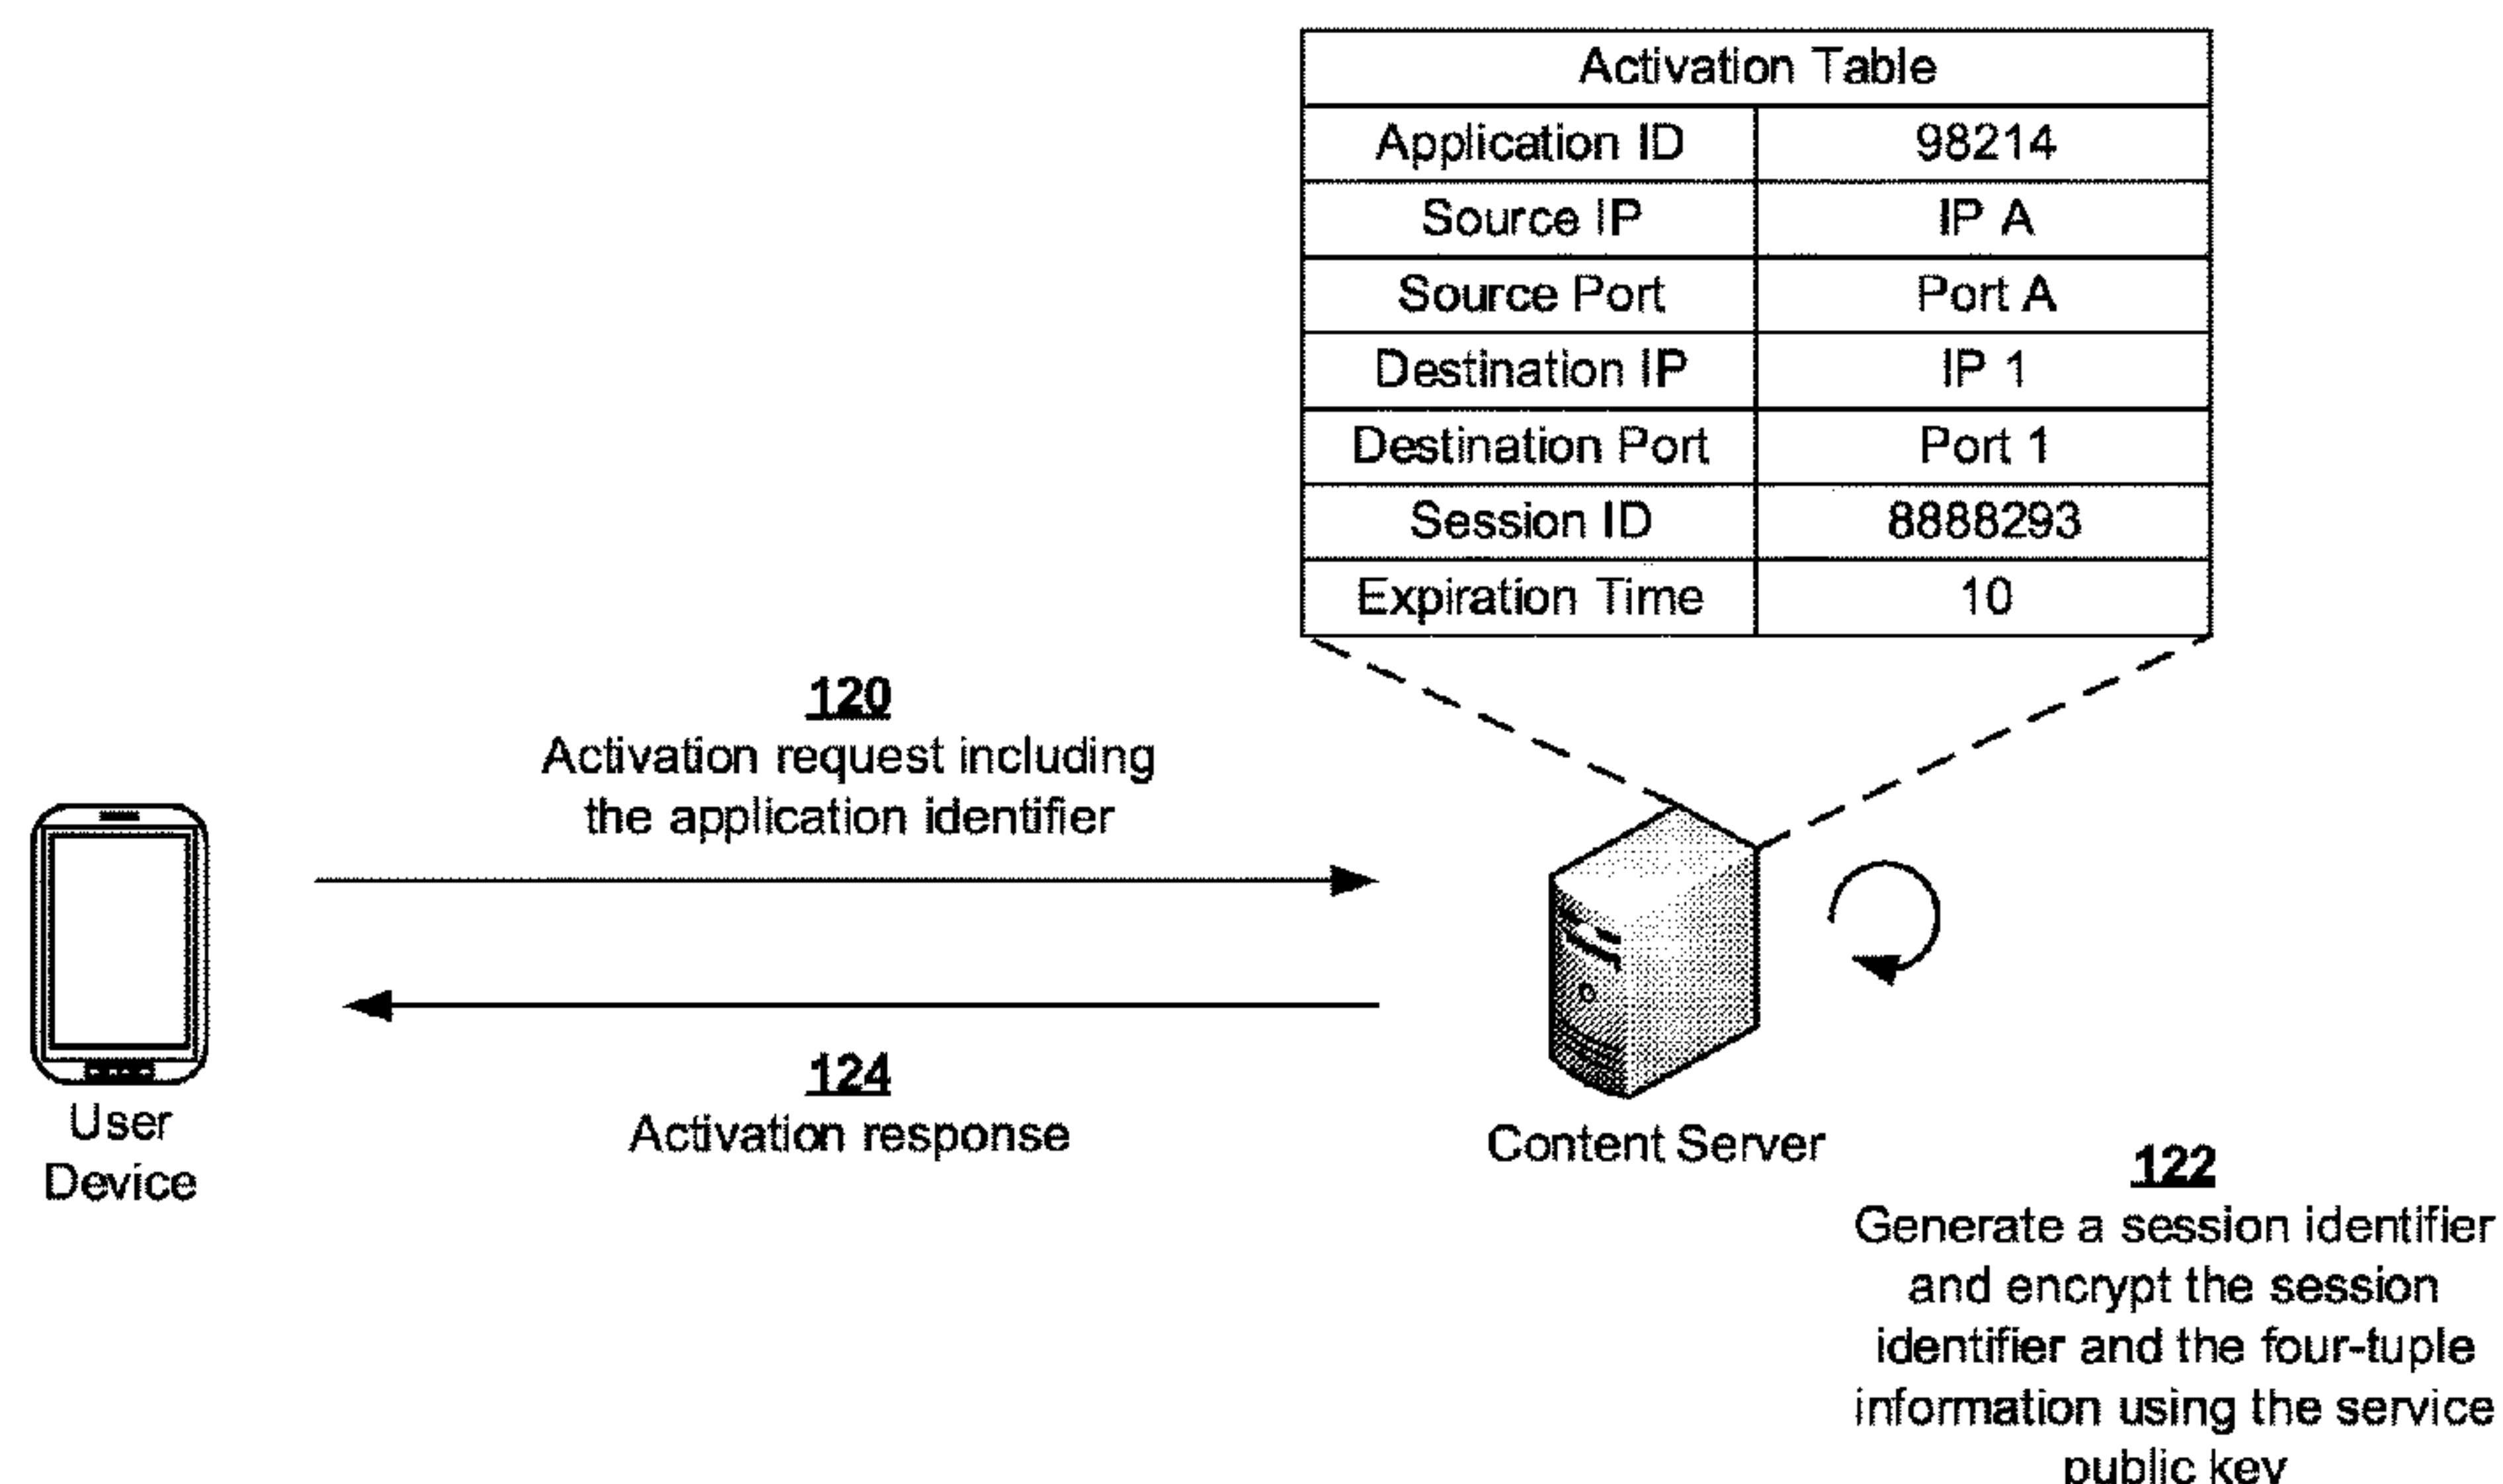 Activation Table
Application ID 98214
Source IP IP A
Source Port Port A
Destination IP IP 1
Destination Port Port 1
Session ID 8888293
Expiration Time 10
120
Activation request including
the application identifier
124
Activation response
User
Device
Content Server
122
Generate a session identifier
and encrypt the session
identifier and the four-tuple
information using the service
public key